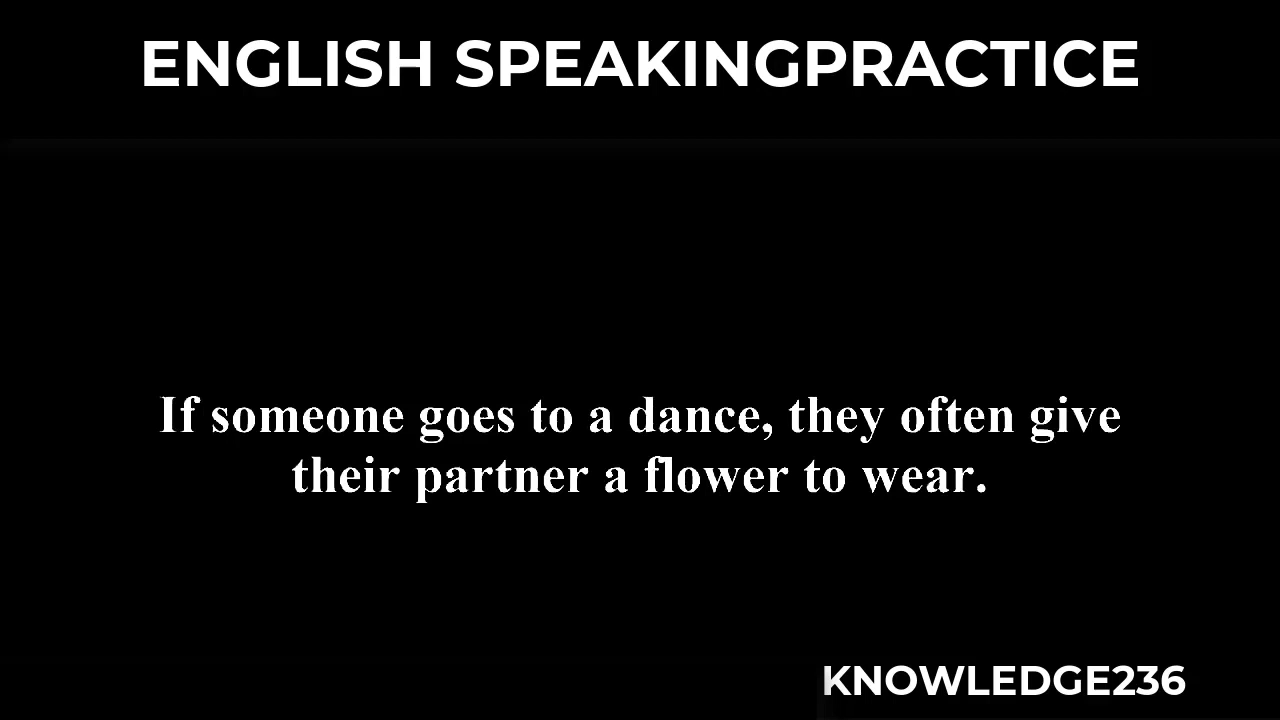 ENGLISH SPEAKINGPRACTICE
If someone goes to a dance, they often give
their partner a flower to wear.
KNOWLEDGE236